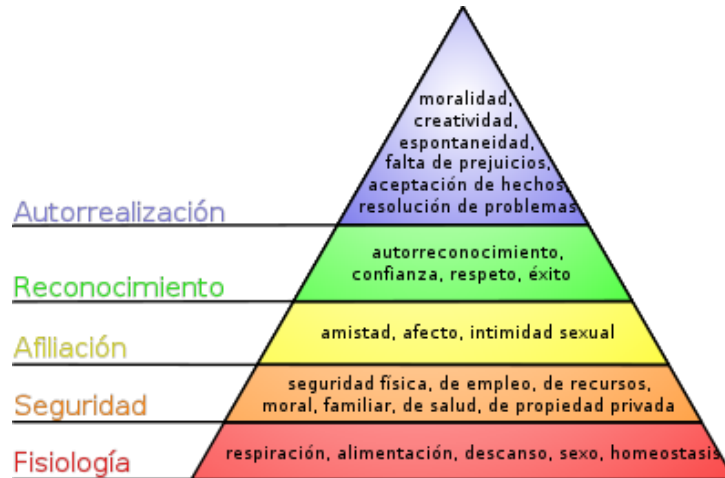 moralidad,
creatividad,
espontaneidad,
falta de prejuicios,
aceptación de hechos,
resolución de problemas
Autorrealización
autorreconocimiento,
confianza, respeto, éxito
Reconocimiento
amistad, afecto, intimidad sexual
Afiliación
seguridad física, de empleo, de recursos,
moral, familiar, de salud, de propiedad privada
Seguridad
respiración, alimentación, descanso, sexo, homeostasis
Fisiología